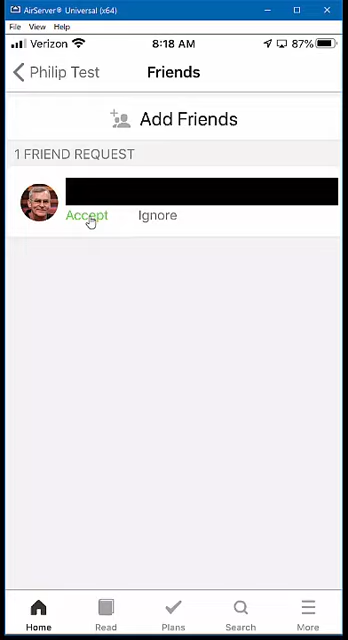 AirServer® Universal (x64)
File View Help
Verizon 8:18 AM 87%
Philip Test Friends
Add Friends
1 FRIEND REQUEST
Accept Ignore
Home Read Plans Search More